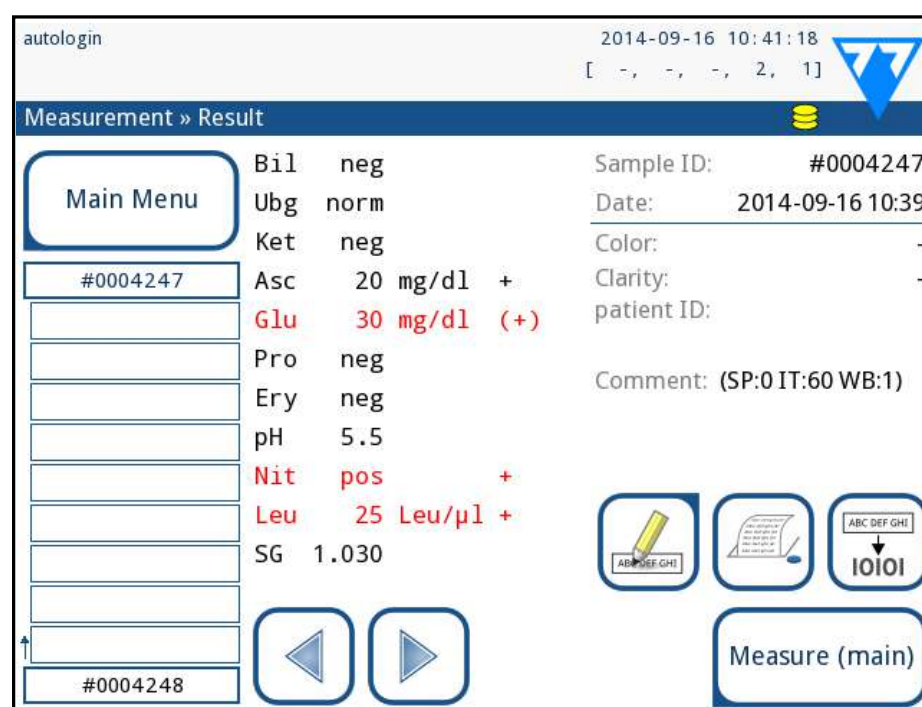 autologin
2014-09-16 10:41:18
[ -, -, -, 2, 1]
Measurement » Result
Main Menu
#0004247
#0004248
Bil neg
Ubg norm
Ket neg
Asc 20 mg/dl +
Glu 30 mg/dl (+)
Pro neg
Ery neg
pH 5.5
Nit pos +
Leu 25 Leu/µl +
SG 1.030
Sample ID: #0004247
Date: 2014-09-16 10:39
Color: -
Clarity: -
patient ID:
Comment: (SP:0 IT:60 WB:1)
ABC DEF GHI
ABC DEF GHI
IOIOI
Measure (main)